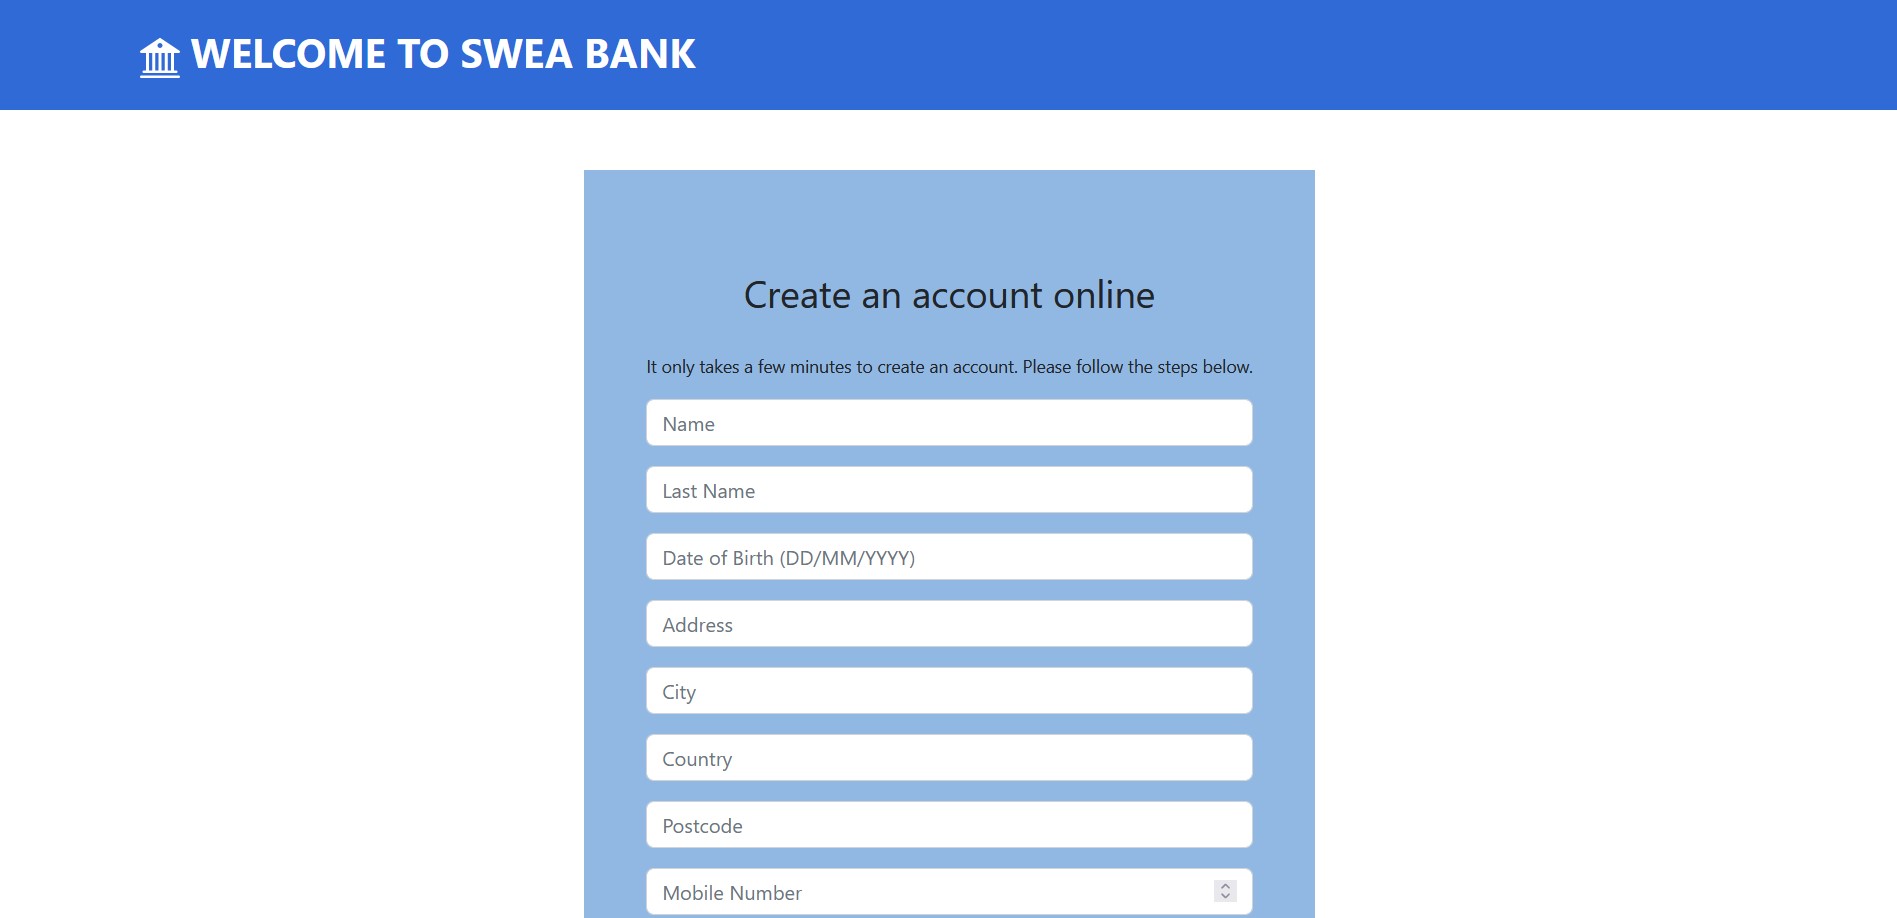 WELCOME TO SWEA BANK
Create an account online
It only takes a few minutes to create an account. Please follow the steps below.
Name
Last Name
Date of Birth (DD/MM/YYYY)
Address
City
Country
Postcode
Mobile Number